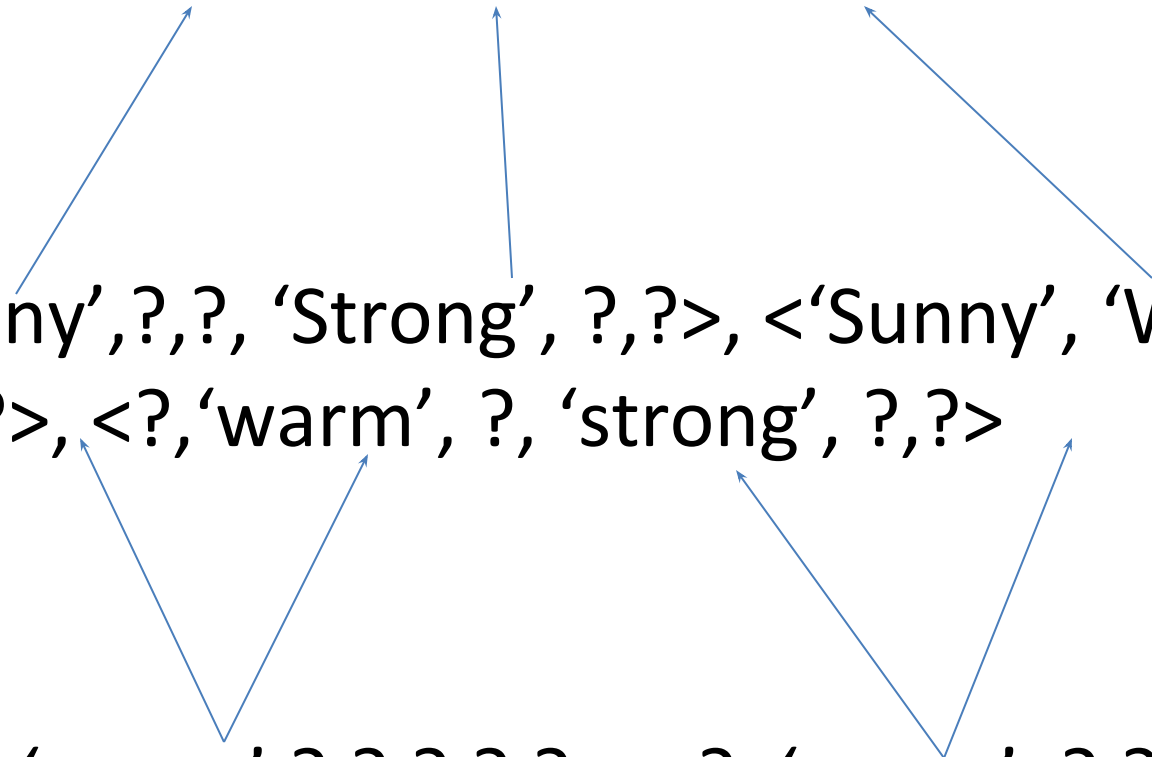 ny’,?,?, ‘Strong’, ?,?>, <‘Sunny’, ‘
?>, <?,‘warm’, ?, ‘strong’, ?,?>